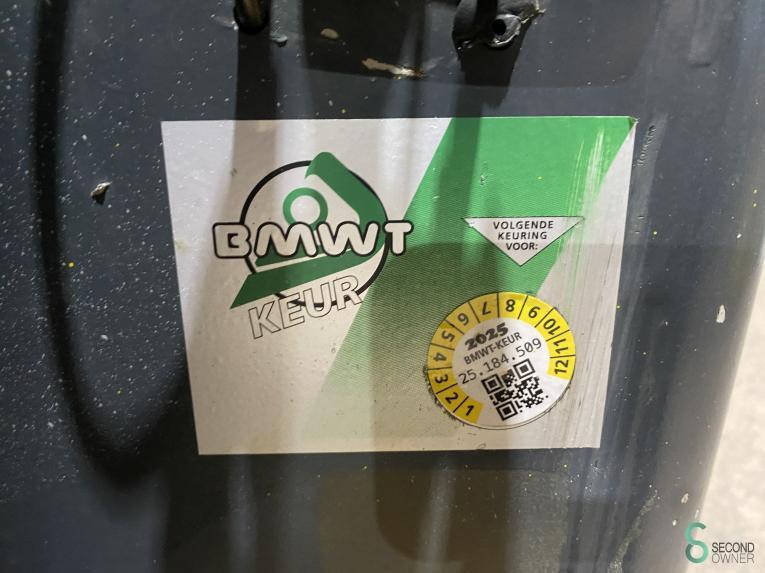 BMWT
KEUR
VOLGENDE
KEURING
VOOR:
1 2 3 4 5 6 7 8 9 10 11 12
2025
BMWT-KEUR
25.184.509
SECOND
OWNER